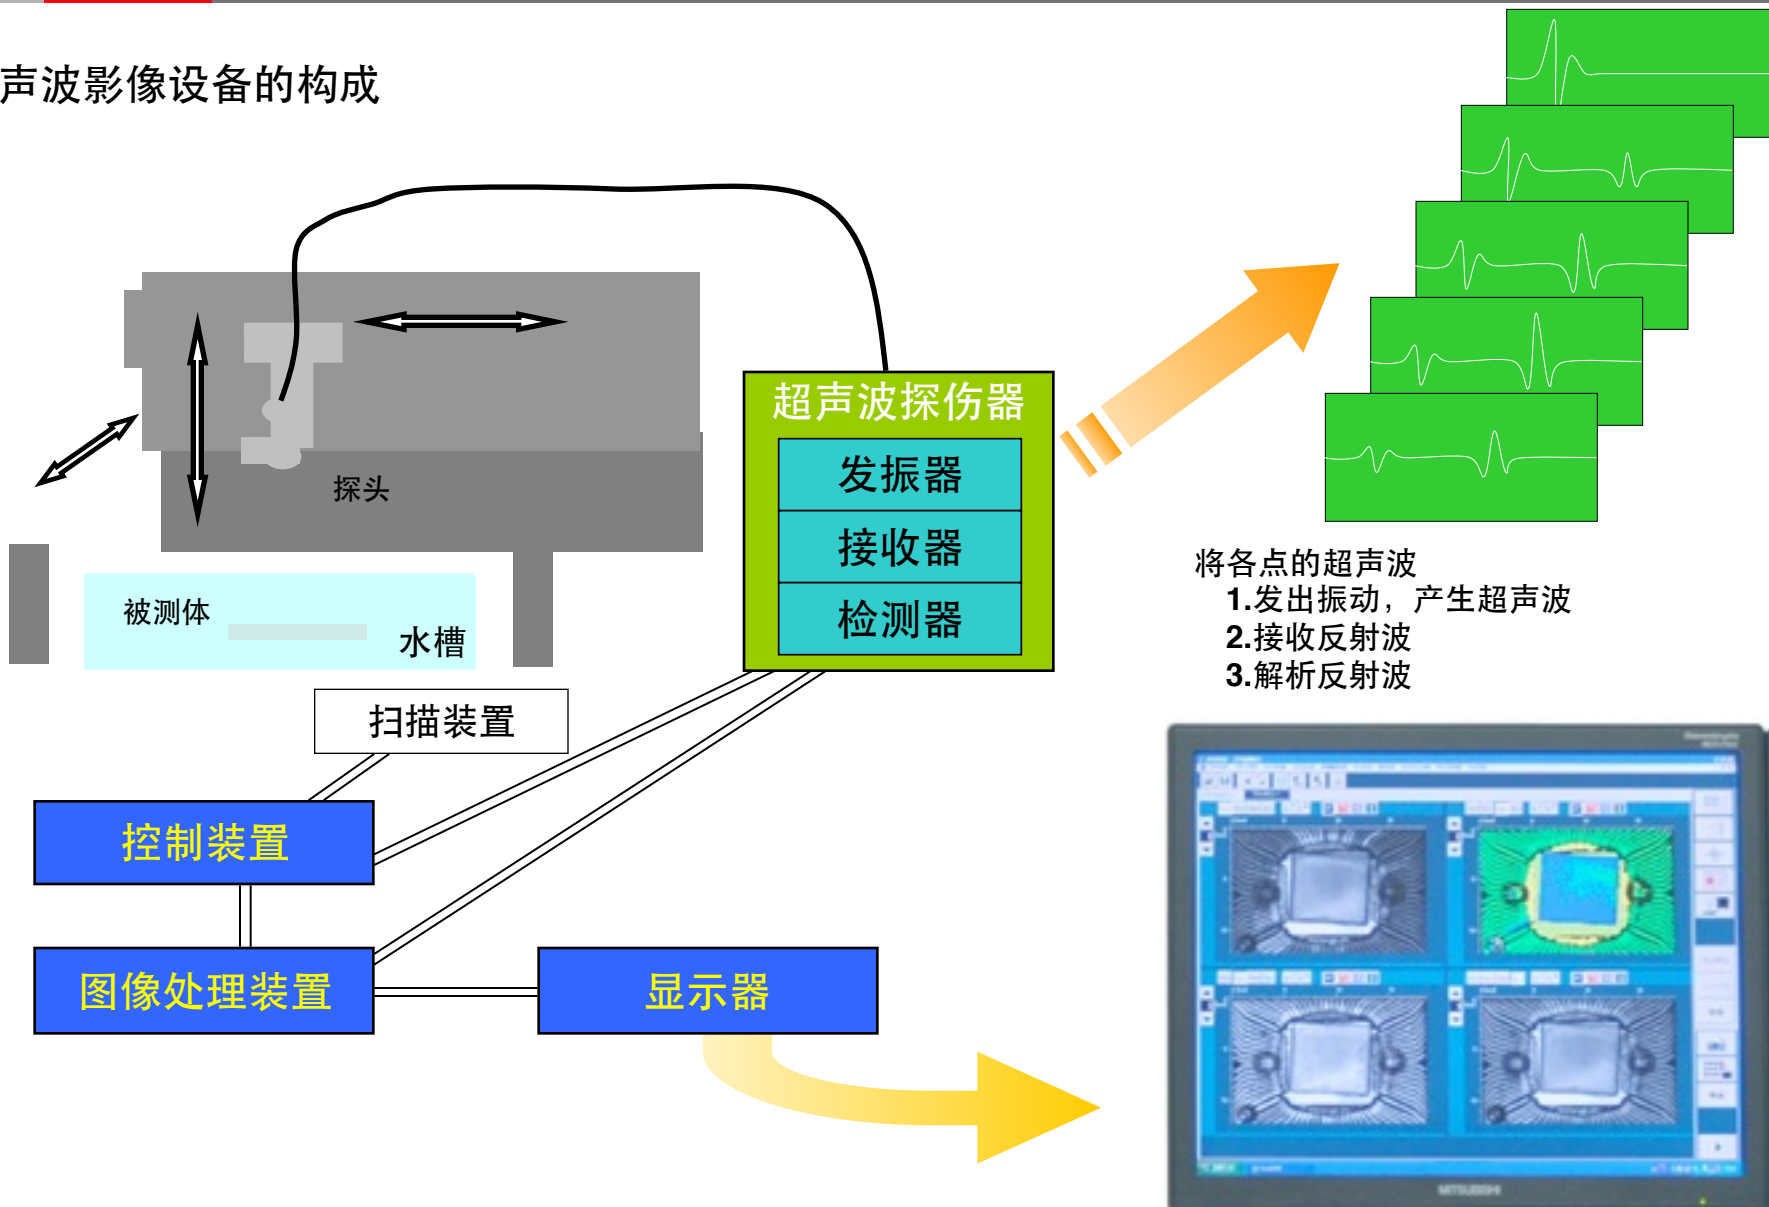 声波影像设备的构成
探头
被测体
水槽
超声波探伤器
发振器
接收器
检测器
扫描装置
控制装置
图像处理装置
显示器
将各点的超声波
1.发出振动，产生超声波
2.接收反射波
3.解析反射波
MITSUBISHI